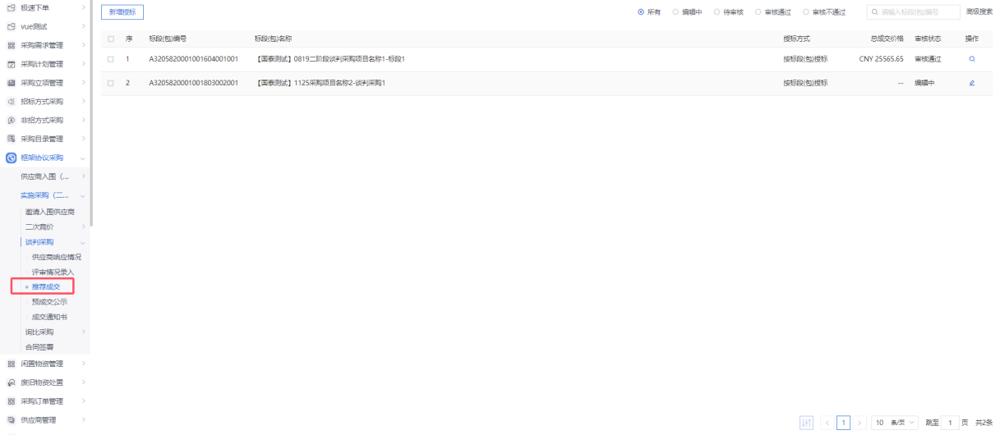 极速下单
vue测试
采购需求管理
采购计划管理
采购立项管理
招标方式采购
非招方式采购
采购目录管理
框架协议采购
供应商入围（...
实施采购（二...
邀请入围供应商
二次竞价
谈判采购
供应商响应情况
评审情况录入
推荐成交
预成交公示
成交通知书
询比采购
合同签署
闲置物资管理
废旧物资处置
采购订单管理
供应商管理
新增授标 所有 编辑中 待审核 审核通过 审核不通过 请输入标段(包)编号 高级搜索
序 标段(包)编号 标段(包)名称 授标方式 总成交价格 审核状态 操作
1 A3205820001001604001001 【国泰测试】0819二阶段谈判采购项目名称1-标段1 按标段(包)授标 CNY 25565.65 审核通过
2 A3205820001001803002001 【国泰测试】1125采购项目名称2-谈判采购1 按标段(包)授标 -- 编辑中
1 10 条/页 跳至 1 页 共2条